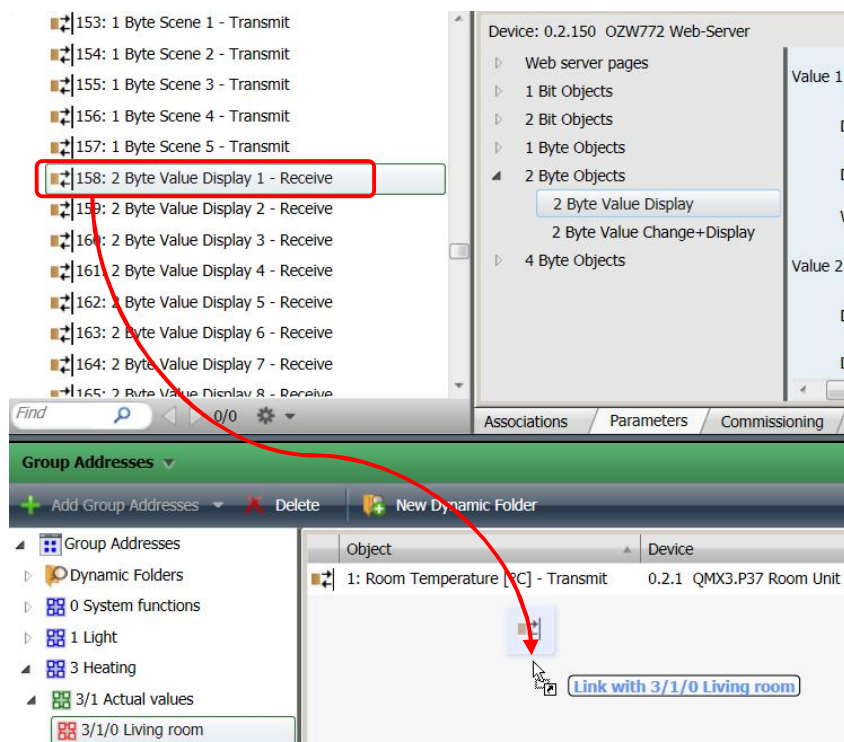 153: 1 Byte Scene 1 - Transmit
154: 1 Byte Scene 2 - Transmit
155: 1 Byte Scene 3 - Transmit
156: 1 Byte Scene 4 - Transmit
157: 1 Byte Scene 5 - Transmit
158: 2 Byte Value Display 1 - Receive
159: 2 Byte Value Display 2 - Receive
160: 2 Byte Value Display 3 - Receive
161: 2 Byte Value Display 4 - Receive
162: 2 Byte Value Display 5 - Receive
163: 2 Byte Value Display 6 - Receive
164: 2 Byte Value Display 7 - Receive
165: 2 Byte Value Display 8 - Receive
Find
0/0
Device: 0.2.150 OZW772 Web-Server
Web server pages
1 Bit Objects
2 Bit Objects
1 Byte Objects
2 Byte Objects
2 Byte Value Display
2 Byte Value Change+Display
4 Byte Objects
Value 1
Value 2
Associations
Parameters
Commissioning
Group Addresses
Add Group Addresses
Delete
New Dynamic Folder
Group Addresses
Dynamic Folders
0 System functions
1 Light
3 Heating
3/1 Actual values
3/1/0 Living room
Object
Device
1: Room Temperature [°C] - Transmit
0.2.1 QMX3.P37 Room Unit
Link with 3/1/0 Living room